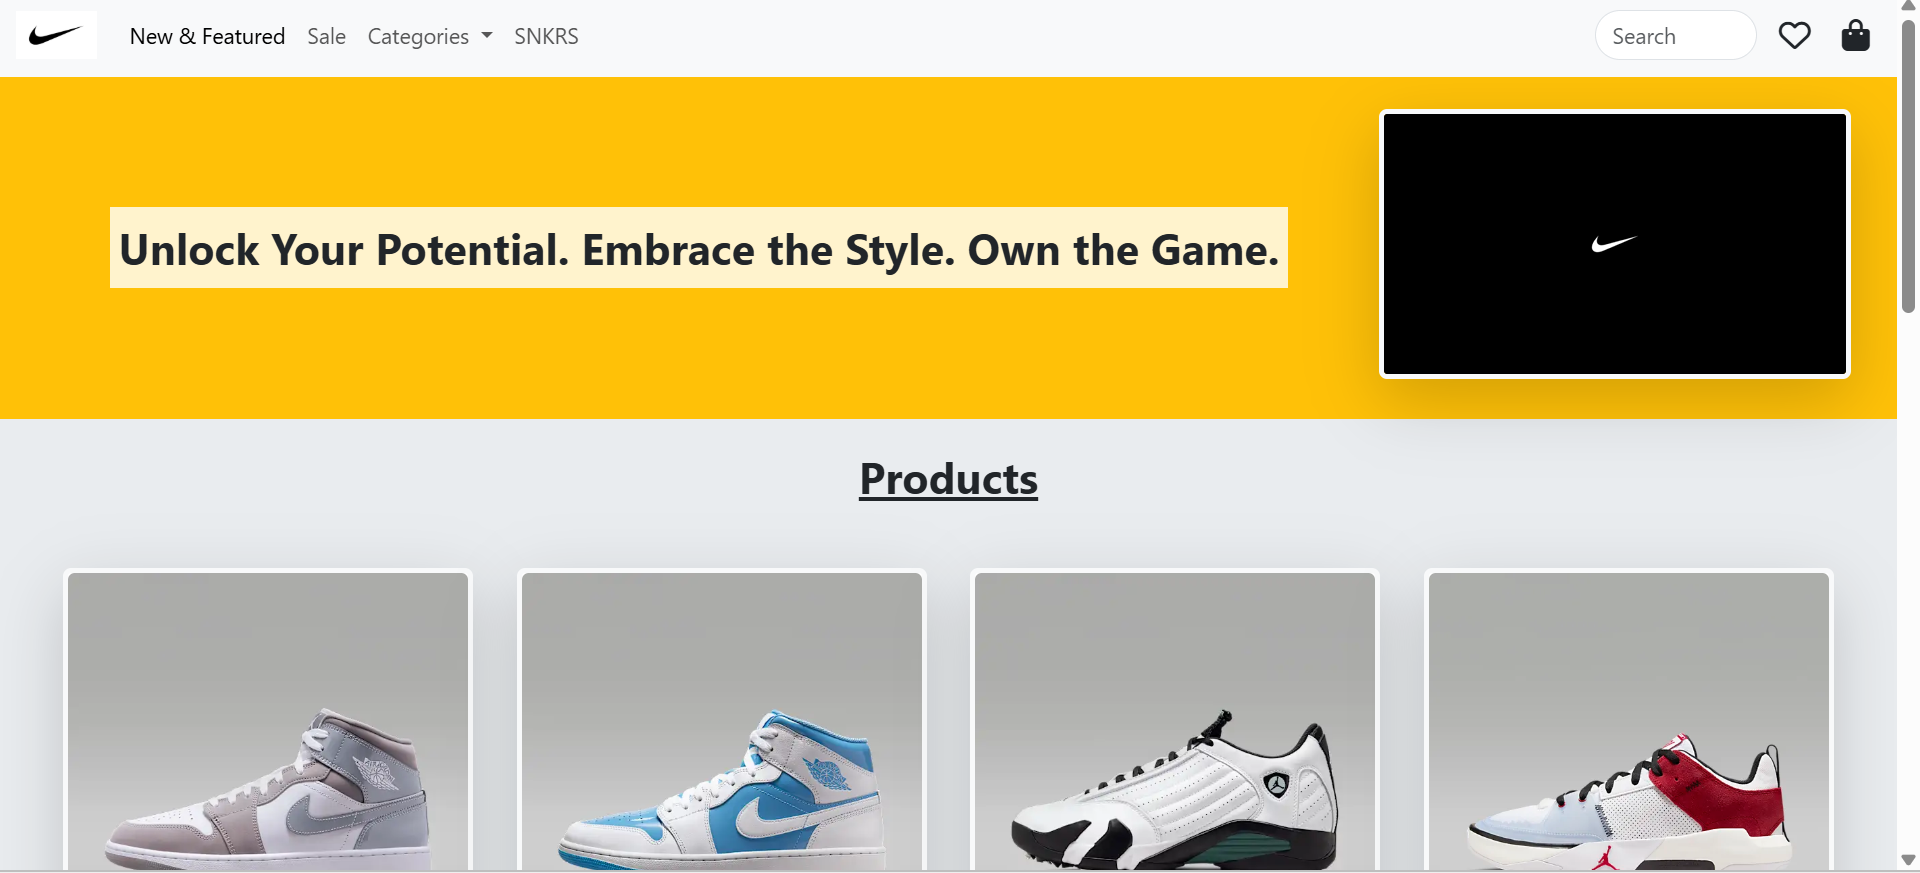 New & Featured Sale Categories SNKRS Search
Unlock Your Potential. Embrace the Style. Own the Game.
Products